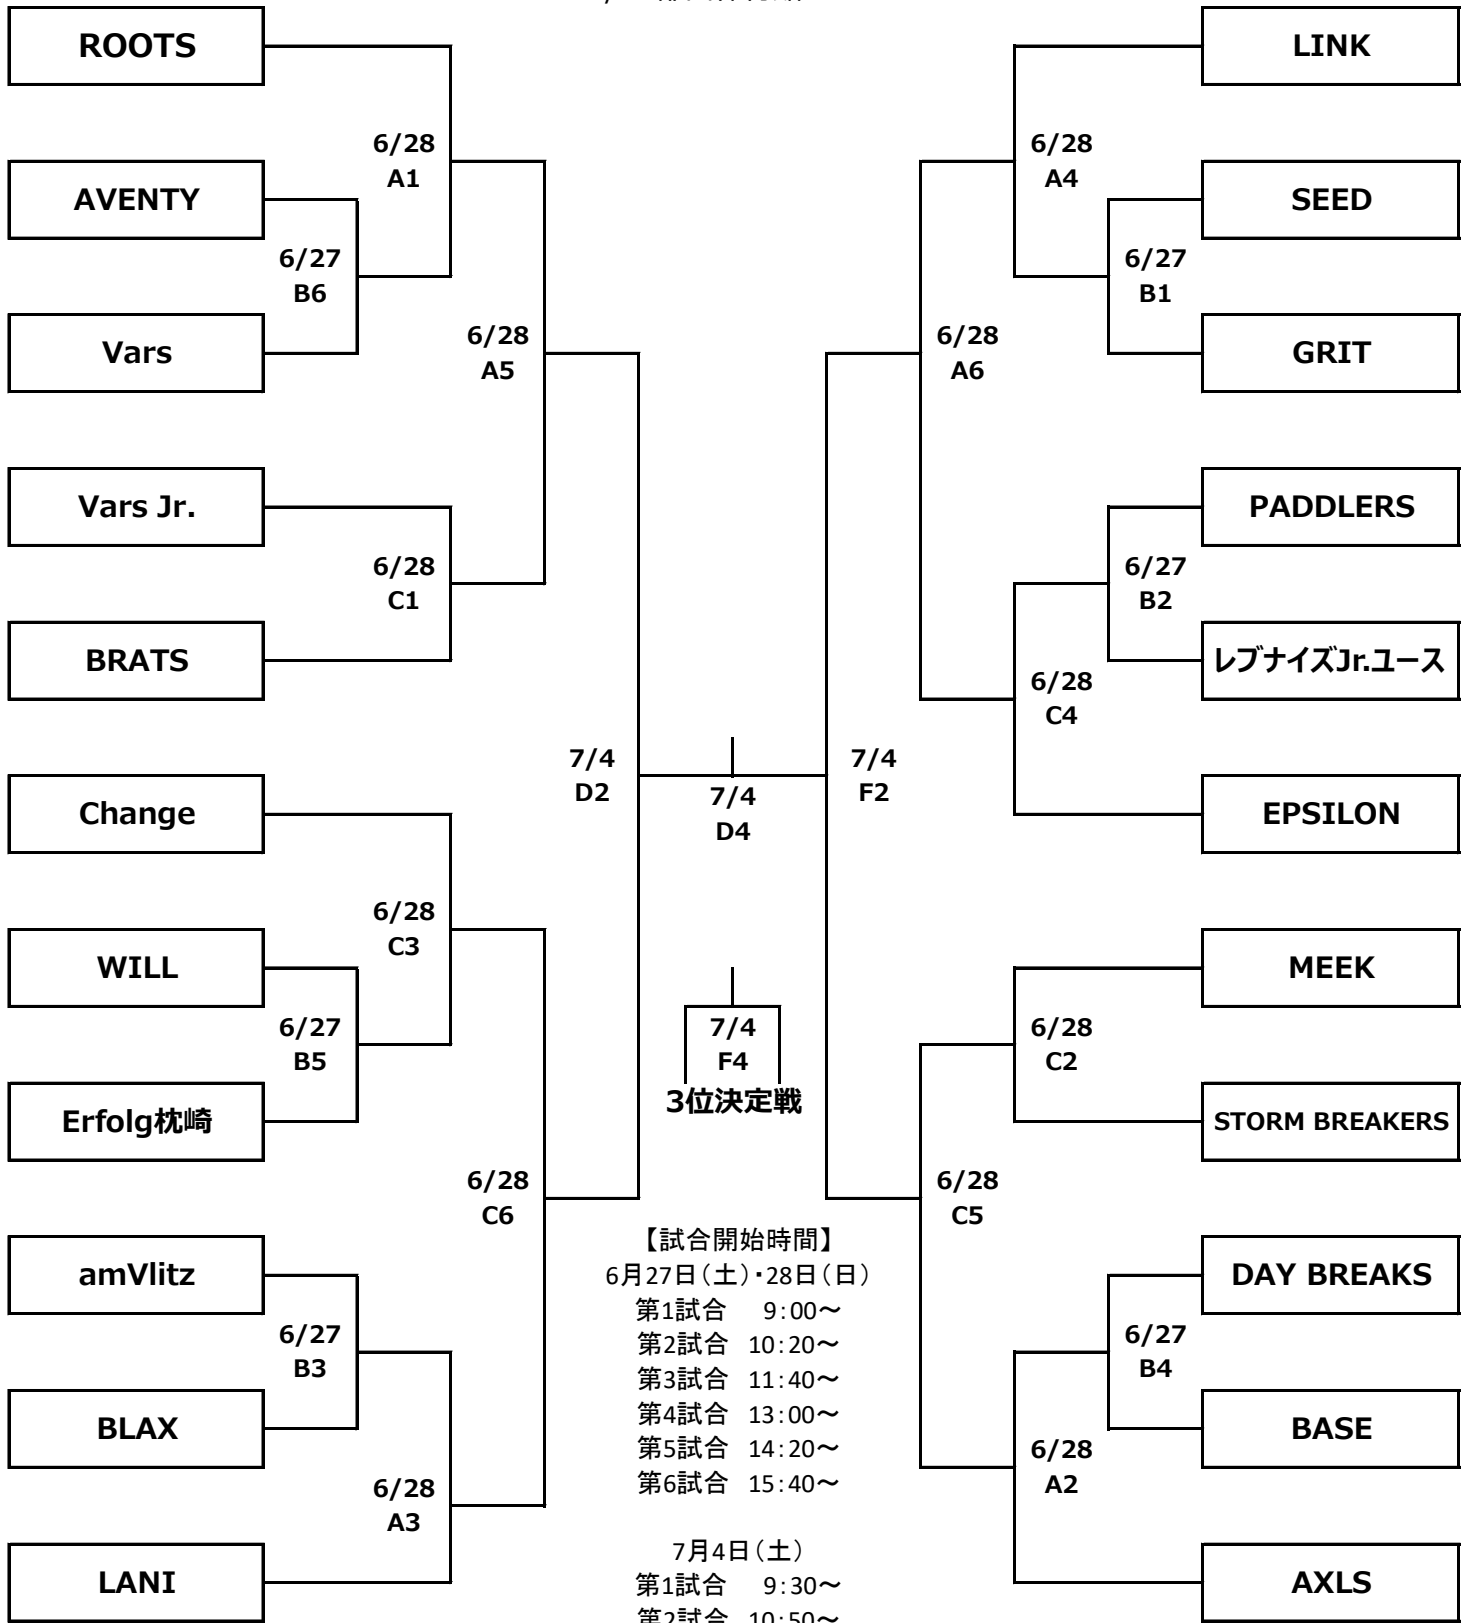 ROOTS
LINK
6/28
A1
6/28
A4
AVENTY
SEED
6/27
B6
6/27
B1
Vars
GRIT
6/28
A5
6/28
A6
Vars Jr.
PADDLERS
6/28
C1
6/27
B2
BRATS
レブナイズJr.ユース
6/28
C4
Change
EPSILON
7/4
D2
7/4
D4
7/4
F2
6/28
C3
WILL
MEEK
6/27
B5
7/4
F4
3位決定戦
6/28
C2
Erfolg枕崎
STORM BREAKERS
6/28
C6
6/28
C5
amVlitz
DAY BREAKS
6/27
B3
6/27
B4
BLAX
BASE
6/28
A3
6/28
A2
LANI
AXLS
【試合開始時間】
6月27日（土）・28日（日）
第1試合 9:00～
第2試合 10:20～
第3試合 11:40～
第4試合 13:00～
第5試合 14:20～
第6試合 15:40～
7月4日（土）
第1試合 9:30～
第2試合 10:50～